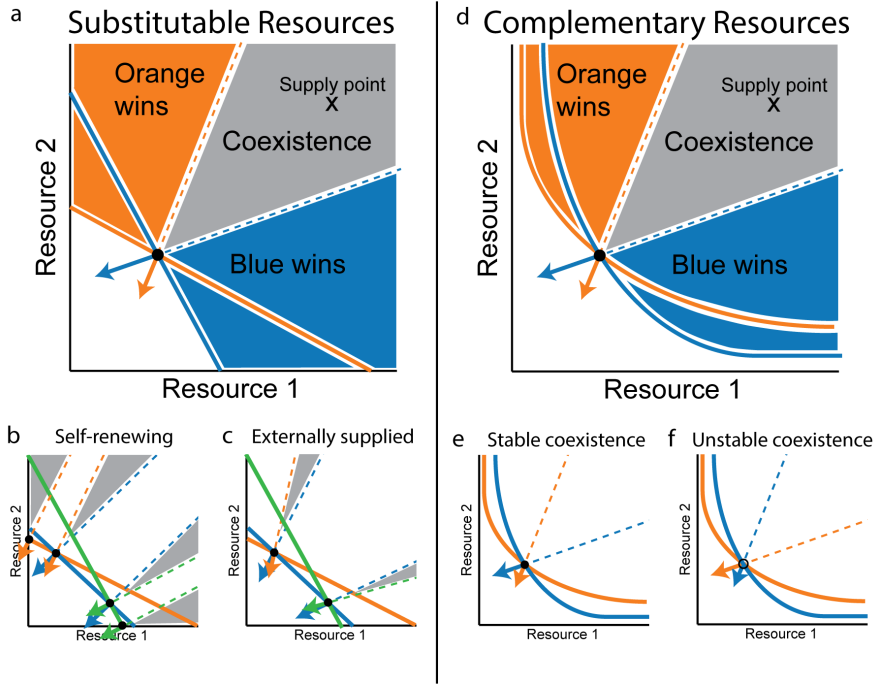 a
Substitutable Resources
Orange
wins
Supply point
x
Coexistence
Blue wins
Resource 2
Resource 1
d
Complementary Resources
Orange
wins
Supply point
x
Coexistence
Blue wins
Resource 2
Resource 1
b
Self-renewing
Resource 2
Resource 1
c
Externally supplied
Resource 2
Resource 1
e
Stable coexistence
Resource 2
Resource 1
f
Unstable coexistence
Resource 2
Resource 1